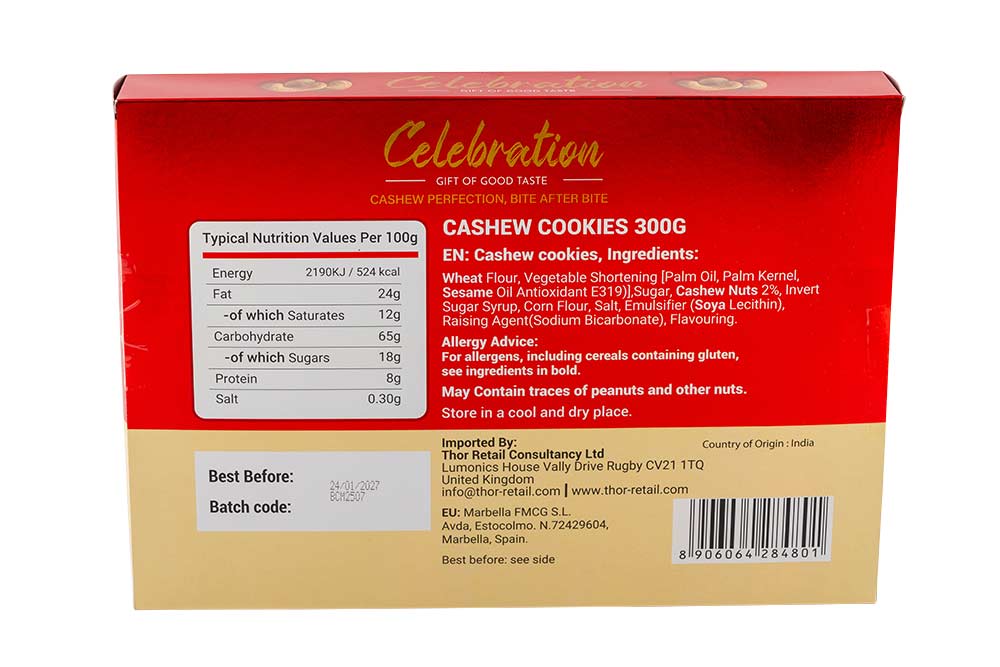 Celebration
GIFT OF GOOD TASTE
Celebration
GIFT OF GOOD TASTE
CASHEW PERFECTION, BITE AFTER BITE
Typical Nutrition Values Per 100g
Energy 2190KJ / 524 kcal
Fat 24g
-of which Saturates 12g
Carbohydrate 65g
-of which Sugars 18g
Protein 8g
Salt 0.30g
CASHEW COOKIES 300G
EN: Cashew cookies, Ingredients:
Wheat Flour, Vegetable Shortening [Palm Oil, Palm Kernel,
Sesame Oil Antioxidant E319)],Sugar, Cashew Nuts 2%, Invert
Sugar Syrup, Corn Flour, Salt, Emulsifier (Soya Lecithin),
Raising Agent(Sodium Bicarbonate), Flavouring.
Allergy Advice:
For allergens, including cereals containing gluten,
see ingredients in bold.
May Contain traces of peanuts and other nuts.
Store in a cool and dry place.
Best Before: 24/01/2027
Batch code: BCM2507
Imported By:
Thor Retail Consultancy Ltd
Lumonics House Vally Drive Rugby CV21 1TQ
United Kingdom
info@thor-retail.com | www.thor-retail.com
EU: Marbella FMCG S.L.
Avda, Estocolmo. N.72429604,
Marbella, Spain.
Best before: see side
Country of Origin : India
8 906064 284801